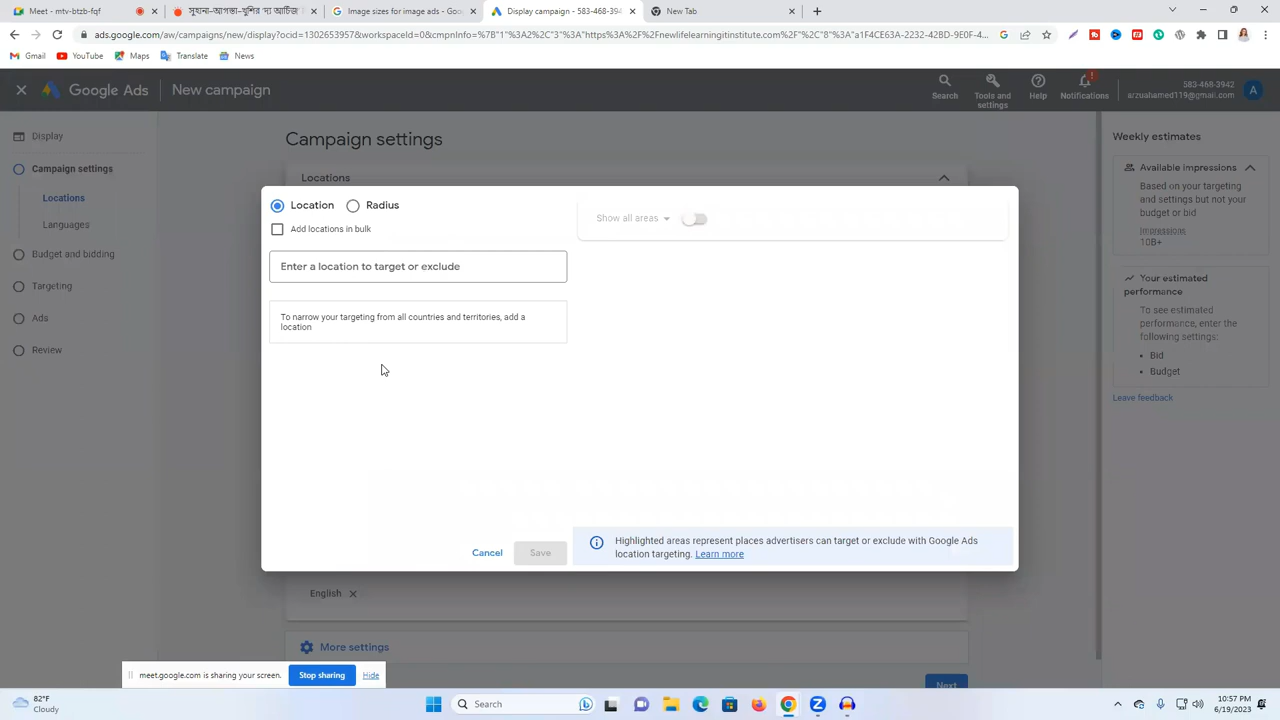 Meet - mtv-btzb-fqf
সুহানা-আগস্ত্য-খুশির 'দ্য আর্চিজ'
Image sizes for image ads - Goog
Display campaign - 583-468-394
New Tab
ads.google.com/aw/campaigns/new/display?ocid=1302653957&workspaceId=0&cmpnInfo=%7B"1"%3A"2%2C"3"%3A"https%3A%2F%2Fnewlifelearningitinstitute.com%2F"%2C"8"%3A"a1F4CE63A-2232-42BD-9E0F-4...
Gmail
YouTube
Maps
Translate
News
Google Ads
New campaign
Search
Tools and
settings
Help
Notifications
583-468-3942
arzuahamed119@gmail.com
A
Display
Campaign settings
Locations
Languages
Budget and bidding
Targeting
Ads
Review
Campaign settings
Locations
Location
Radius
Add locations in bulk
Enter a location to target or exclude
To narrow your targeting from all countries and territories, add a
location
Show all areas
Cancel
Save
Highlighted areas represent places advertisers can target or exclude with Google Ads
location targeting. Learn more
English
More settings
Next
Weekly estimates
Available impressions
Based on your targeting
and settings but not your
budget or bid
Impressions
10B+
Your estimated
performance
To see estimated
performance, enter the
following settings:
• Bid
• Budget
Leave feedback
meet.google.com is sharing your screen.
Stop sharing
Hide
82°F
Cloudy
Search
10:57 PM
6/19/2023